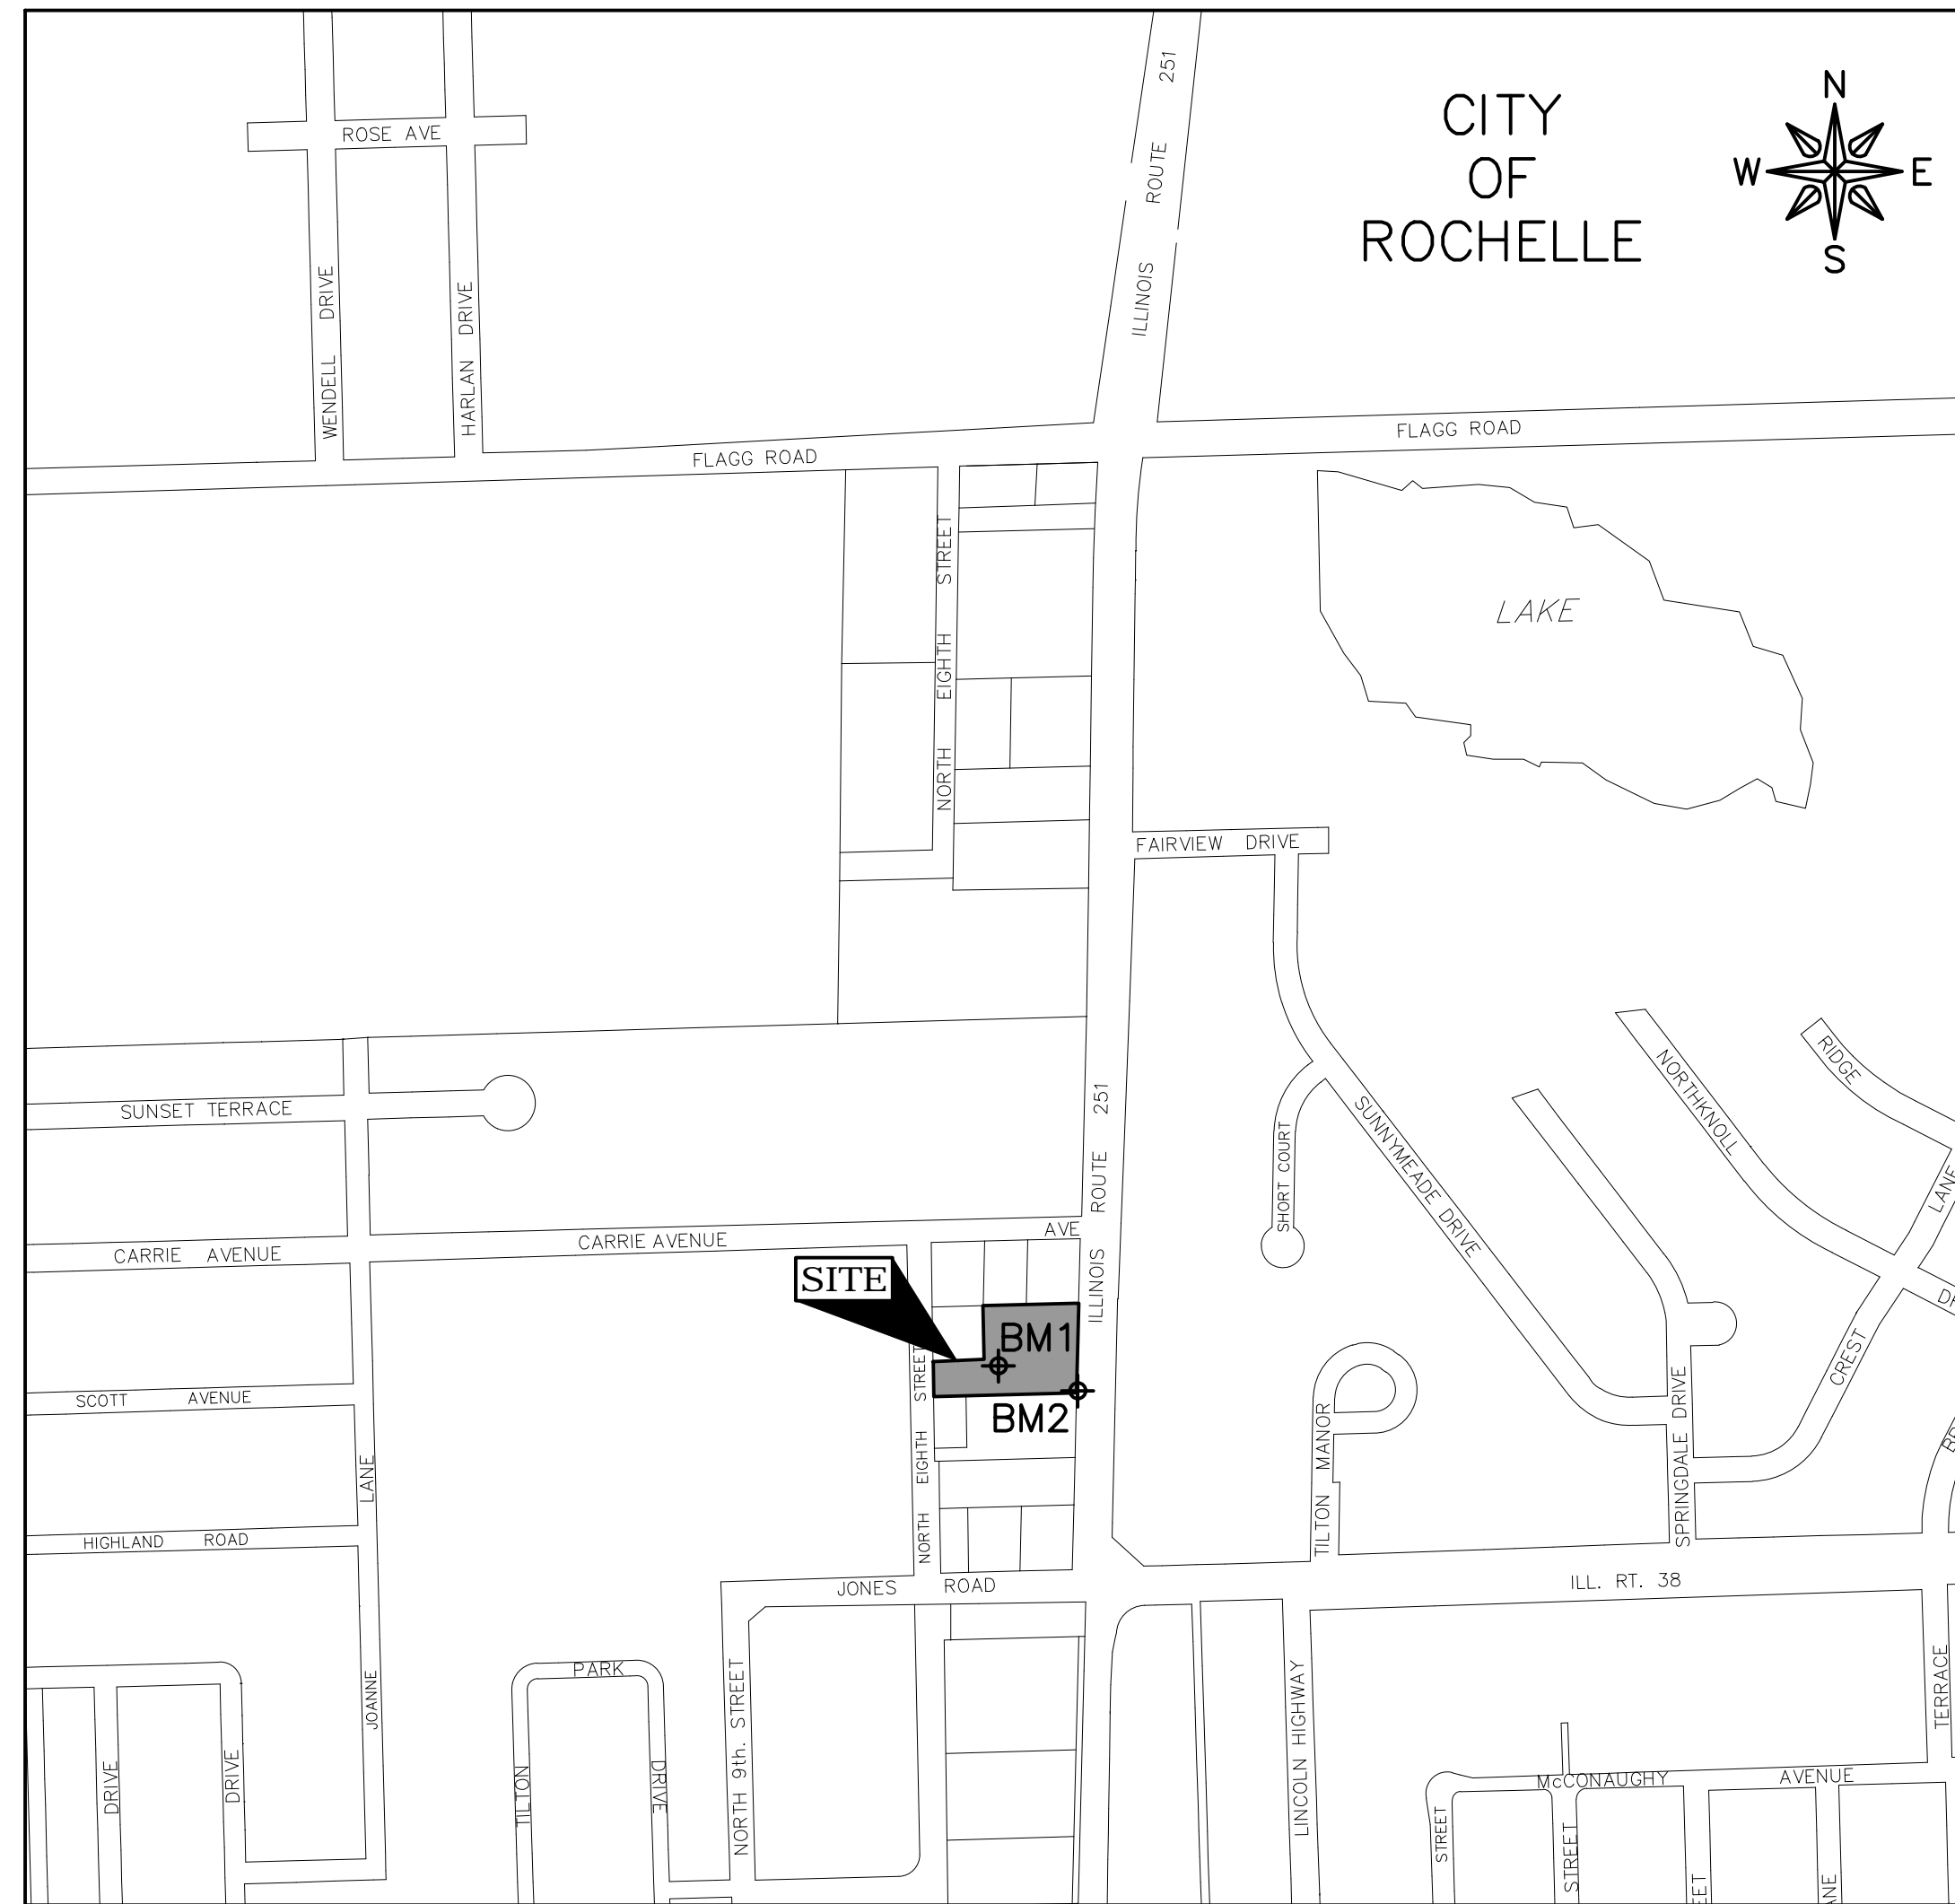 CITY
OF
ROCHELLE
N
W
E
S
ILLINOIS ROUTE 251
ROSE AVE
WENDELL DRIVE
HARLAN DRIVE
FLAGG ROAD
FLAGG ROAD
NORTH EIGHTH STREET
LAKE
FAIRVIEW DRIVE
SUNSET TERRACE
ILLINOIS ROUTE 251
SHORT COURT
SUNNYMEADE DRIVE
NORTHKNOLL
RIDGE
LANE
CARRIE AVENUE
CARRIE AVENUE
AVE
SITE
BM1
BM2
NORTH EIGHTH STREET
CREST
SCOTT AVENUE
TILTON MANOR
SPRINGDALE DRIVE
LANE
HIGHLAND ROAD
JONES ROAD
ILL. RT. 38
PARK
JOANNE
NORTH 9th. STREET
LINCOLN HIGHWAY
TERRACE
DRIVE
DRIVE
TILTON
DRIVE
McCONAUGHY AVENUE
STREET
STREET